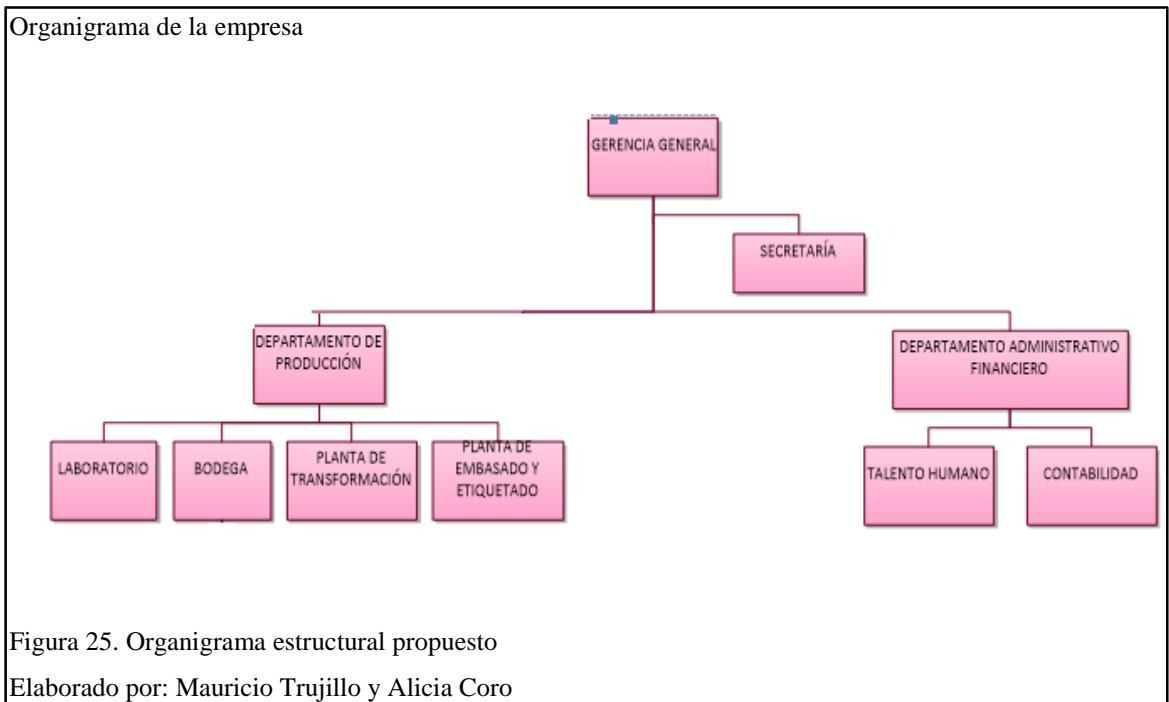 Organigrama de la empresa
GERENCIA GENERAL
SECRETARÍA
DEPARTAMENTO DE
PRODUCCIÓN
DEPARTAMENTO ADMINISTRATIVO
FINANCIERO
LABORATORIO
BODEGA
PLANTA DE
TRANSFORMACIÓN
PLANTA DE
EMBASADO Y
ETIQUETADO
TALENTO HUMANO
CONTABILIDAD
Figura 25. Organigrama estructural propuesto
Elaborado por: Mauricio Trujillo y Alicia Coro